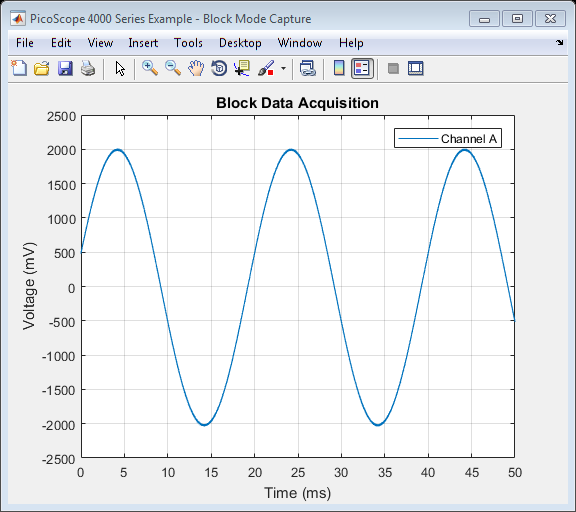 PicoScope 4000 Series Example - Block Mode Capture
File Edit View Insert Tools Desktop Window Help
Block Data Acquisition
Channel A
2500
2000
1500
1000
500
0
-500
-1000
-1500
-2000
-2500
Voltage (mV)
0 5 10 15 20 25 30 35 40 45 50
Time (ms)